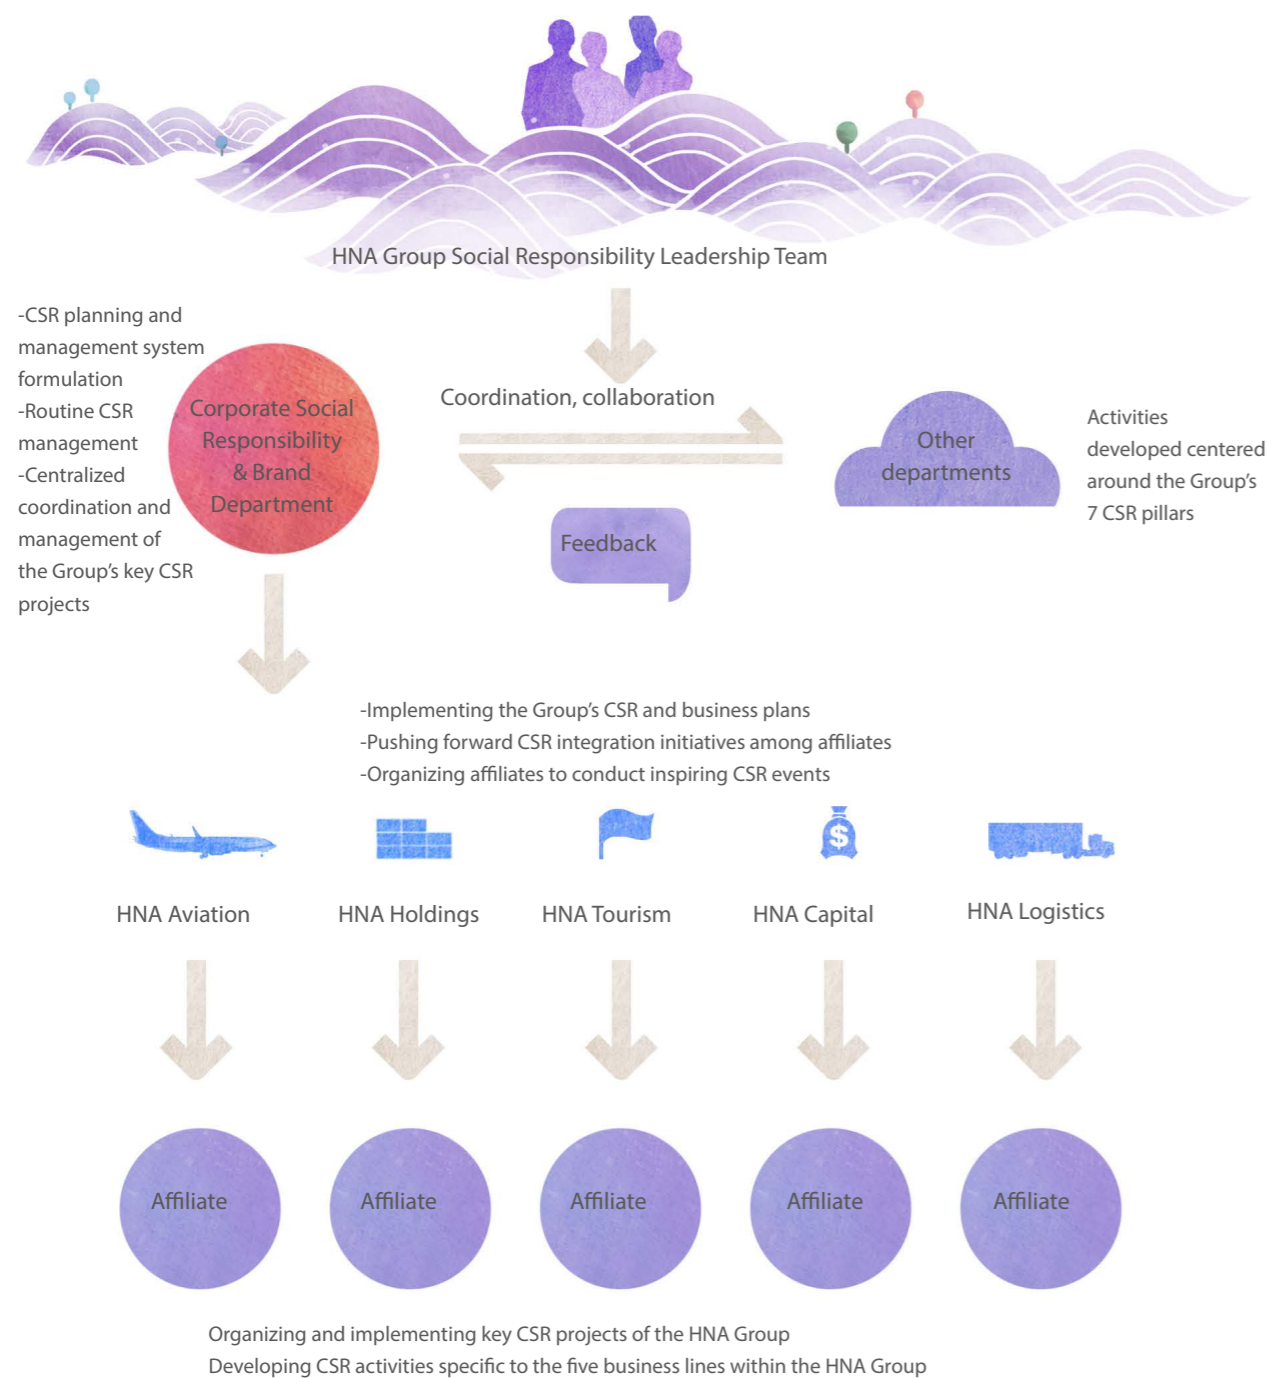 HNA Group Social Responsibility Leadership Team
-CSR planning and
management system
formulation
-Routine CSR
management
-Centralized
coordination and
management of
the Group’s key CSR
projects
Corporate Social
Responsibility
& Brand
Department
Coordination, collaboration
Feedback
Other
departments
Activities
developed centered
around the Group’s
7 CSR pillars
-Implementing the Group’s CSR and business plans
-Pushing forward CSR integration initiatives among affiliates
-Organizing affiliates to conduct inspiring CSR events
$
HNA Aviation
HNA Holdings
HNA Tourism
HNA Capital
HNA Logistics
Affiliate
Affiliate
Affiliate
Affiliate
Affiliate
Organizing and implementing key CSR projects of the HNA Group
Developing CSR activities specific to the five business lines within the HNA Group